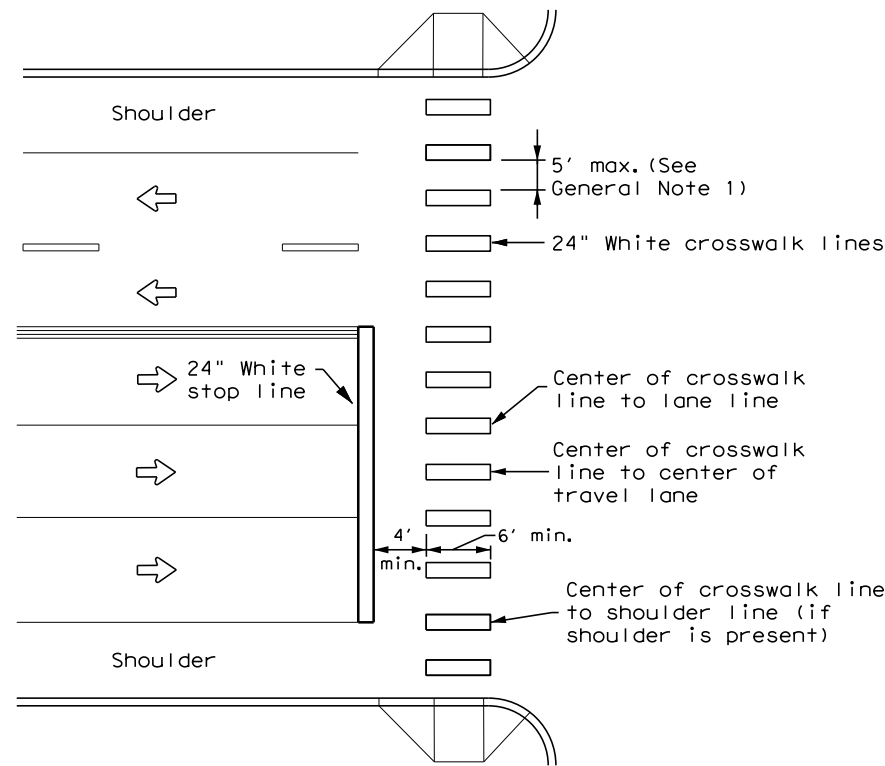 Shoulder
5' max. (See
General Note 1)
24" White crosswalk lines
24" White
stop line
Center of crosswalk
line to lane line
Center of crosswalk
line to center of
travel lane
4'
min.
6' min.
Center of crosswalk line
to shoulder line (if
shoulder is present)
Shoulder